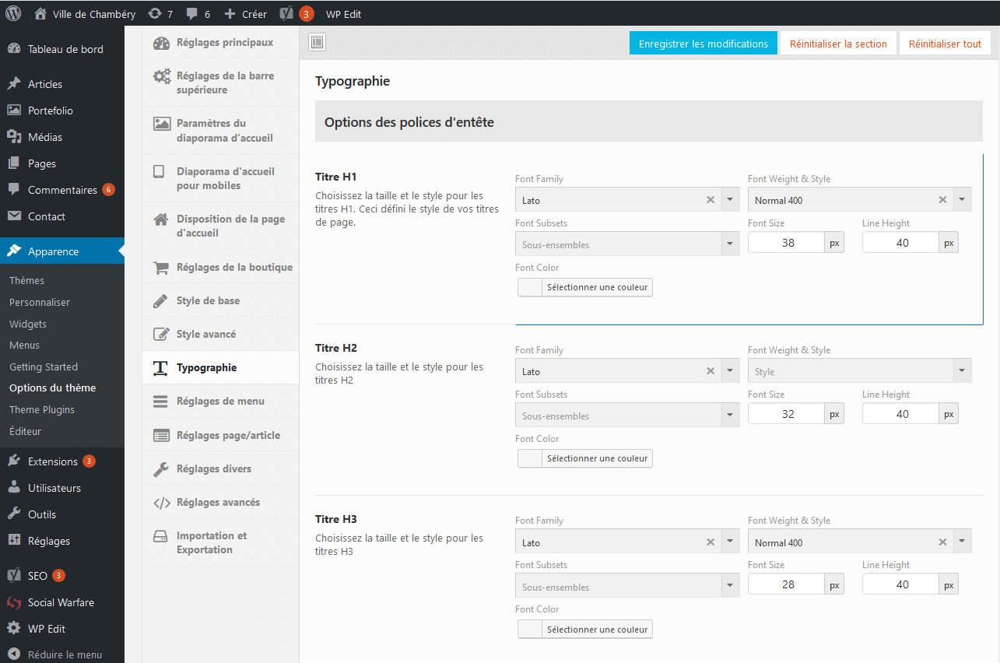 Ville de Chambéry 7 6 Créer 3 WP Edit
Tableau de bord
Articles
Portefolio
Médias
Pages
Commentaires 6
Contact
Apparence
Thèmes
Personnaliser
Widgets
Menus
Getting Started
Options du thème
Theme Plugins
Éditeur
Extensions 3
Utilisateurs
Outils
Réglages
SEO 3
Social Warfare
WP Edit
Réduire le menu
Réglages principaux
Réglages de la barre
supérieure
Paramètres du
diaporama d'accueil
Diaporama d'accueil
pour mobiles
Disposition de la page
d'accueil
Réglages de la boutique
Style de base
Style avancé
Typographie
Réglages de menu
Réglages page/article
Réglages divers
Réglages avancés
Importation et
Exportation
Enregistrer les modifications Réinitialiser la section Réinitialiser tout
Typographie
Options des polices d'entête
Titre H1
Choisissez la taille et le style pour les
titres H1. Ceci défini le style de vos titres
de page.
Font Family Font Weight & Style
Lato Normal 400
Font Subsets Font Size Line Height
Sous-ensembles 38 px 40 px
Font Color
Sélectionner une couleur
Titre H2
Choisissez la taille et le style pour les
titres H2
Font Family Font Weight & Style
Lato Style
Font Subsets Font Size Line Height
Sous-ensembles 32 px 40 px
Font Color
Sélectionner une couleur
Titre H3
Choisissez la taille et le style pour les
titres H3
Font Family Font Weight & Style
Lato Normal 400
Font Subsets Font Size Line Height
Sous-ensembles 28 px 40 px
Font Color
Sélectionner une couleur